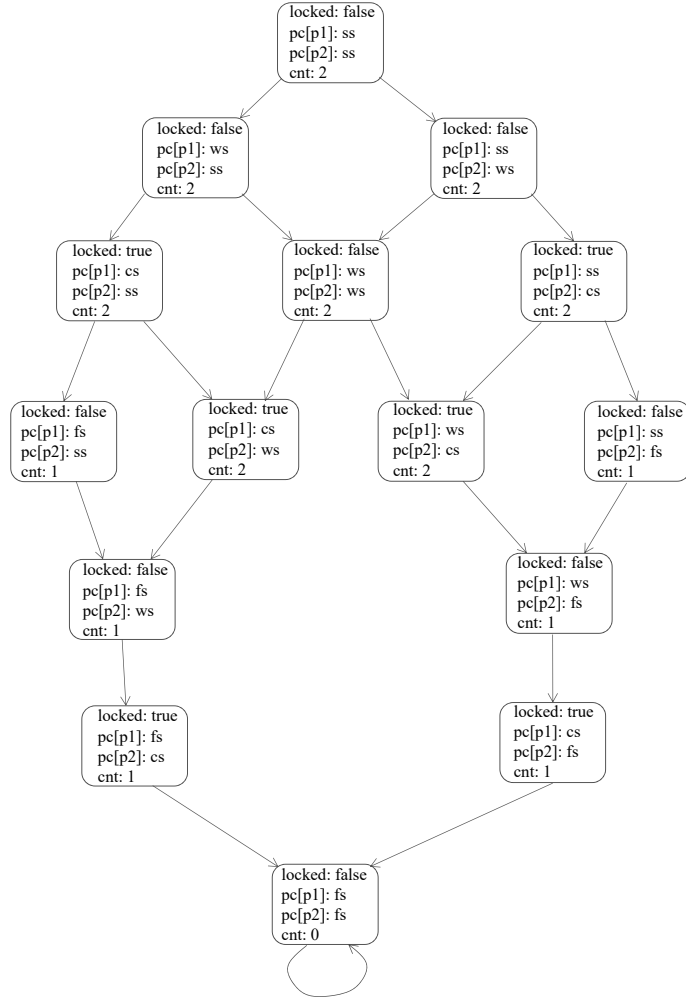 locked: false
pc[p1]: ss
pc[p2]: ss
cnt: 2
locked: false
pc[p1]: ws
pc[p2]: ss
cnt: 2
locked: false
pc[p1]: ss
pc[p2]: ws
cnt: 2
locked: true
pc[p1]: cs
pc[p2]: ss
cnt: 2
locked: false
pc[p1]: ws
pc[p2]: ws
cnt: 2
locked: true
pc[p1]: ss
pc[p2]: cs
cnt: 2
locked: false
pc[p1]: fs
pc[p2]: ss
cnt: 1
locked: true
pc[p1]: cs
pc[p2]: ws
cnt: 2
locked: true
pc[p1]: ws
pc[p2]: cs
cnt: 2
locked: false
pc[p1]: ss
pc[p2]: fs
cnt: 1
locked: false
pc[p1]: fs
pc[p2]: ws
cnt: 1
locked: false
pc[p1]: ws
pc[p2]: fs
cnt: 1
locked: true
pc[p1]: fs
pc[p2]: cs
cnt: 1
locked: true
pc[p1]: cs
pc[p2]: fs
cnt: 1
locked: false
pc[p1]: fs
pc[p2]: fs
cnt: 0